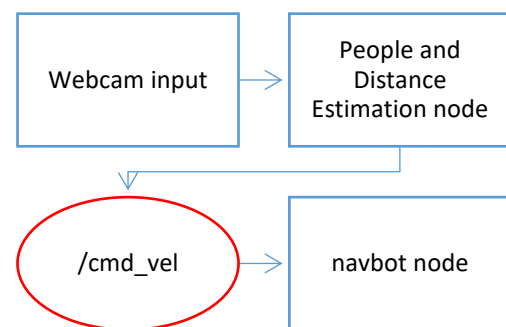 Webcam input
People and
Distance
Estimation node
/cmd_vel
navbot node